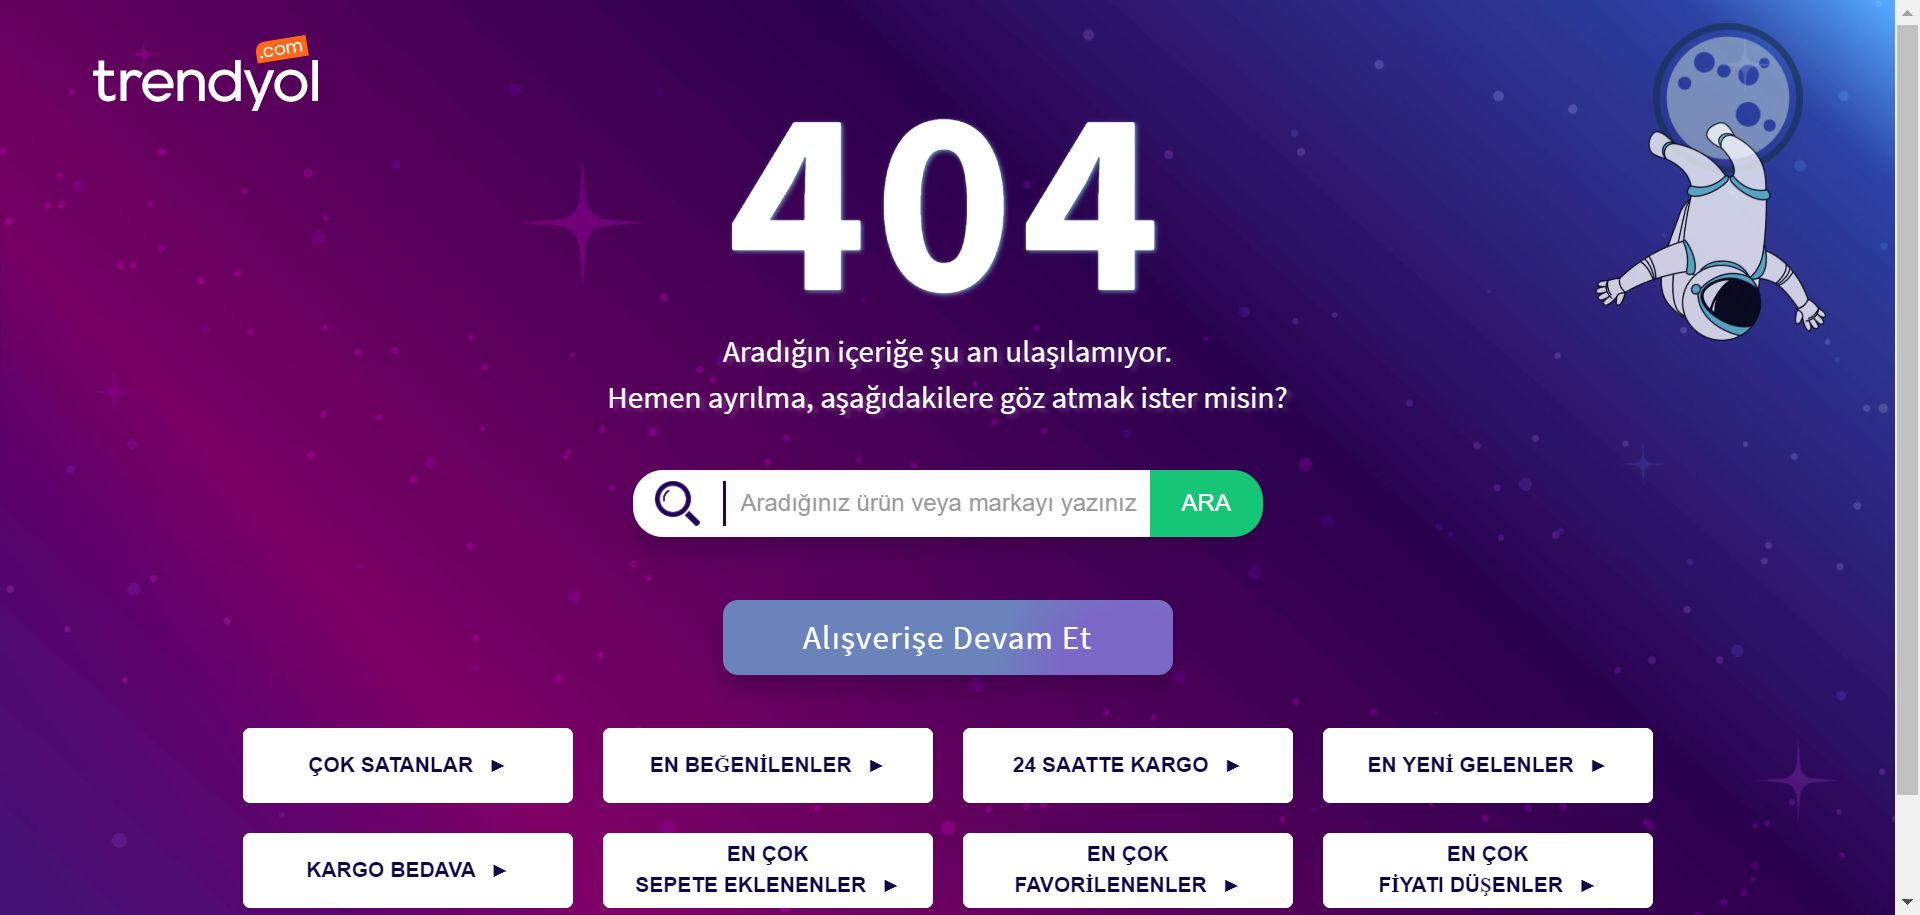 .com
trendyol
404
Aradığın içeriğe şu an ulaşılamıyor.
Hemen ayrılma, aşağıdakilere göz atmak ister misin?
Aradığınız ürün veya markayı yazınız
ARA
Alışverişe Devam Et
ÇOK SATANLAR ►
EN BEĞENİLENLER ►
24 SAATTE KARGO ►
EN YENİ GELENLER ►
KARGO BEDAVA ►
EN ÇOK
SEPETE EKLENENLER ►
EN ÇOK
FAVORİLENENLER ►
EN ÇOK
FİYATI DÜŞENLER ►